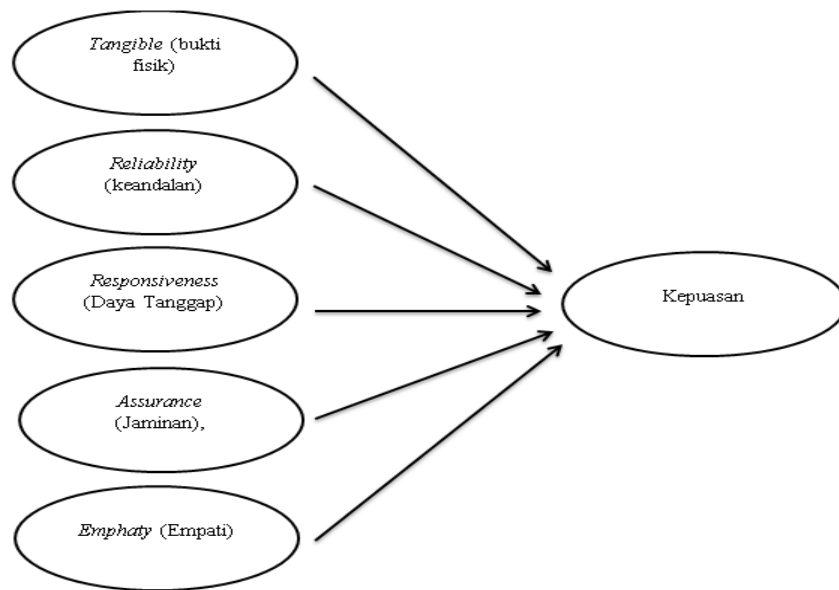 Tangible (bukti
fisik)
Reliability
(keandalan)
Responsiveness
(Daya Tanggap)
Assurance
(Jaminan),
Emphaty (Empati)
Kepuasan